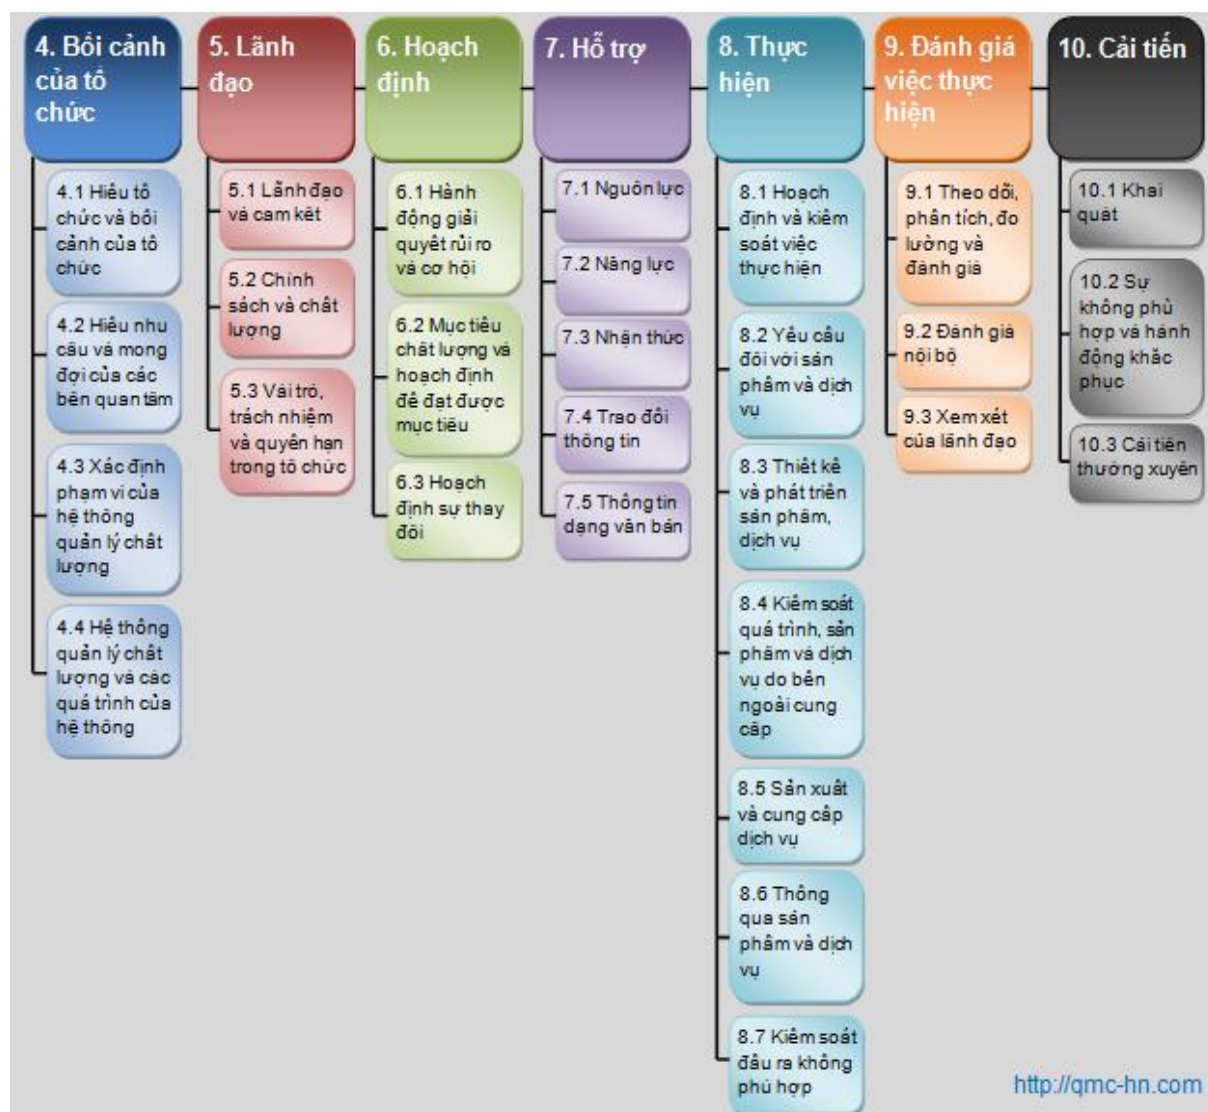 4. Bối cảnh
của tổ
chức
4.1 Hiểu tổ
chức và bối
cảnh của tổ
chức
4.2 Hiểu nhu
cầu và mong
đợi của các
bên quan tâm
4.3 Xác định
phạm vi của
hệ thống
quản lý chất
lượng
4.4 Hệ thống
quản lý chất
lượng và các
quá trình của
hệ thống
5. Lãnh
đạo
5.1 Lãnh đạo
và cam kết
5.2 Chính
sách và chất
lượng
5.3 Vai trò,
trách nhiệm
và quyền hạn
trong tổ chức
6. Hoạch
định
6.1 Hành
động giải
quyết rủi ro
và cơ hội
6.2 Mục tiêu
chất lượng và
hoạch định
để đạt được
mục tiêu
6.3 Hoạch
định sự thay
đổi
7. Hỗ trợ
7.1 Nguồn lực
7.2 Năng lực
7.3 Nhận thức
7.4 Trao đổi
thông tin
7.5 Thông tin
dạng văn bản
8. Thực
hiện
8.1 Hoạch
định và kiểm
soát việc
thực hiện
8.2 Yêu cầu
đối với sản
phẩm và dịch
vụ
8.3 Thiết kế
và phát triển
sản phẩm,
dịch vụ
8.4 Kiểm soát
quá trình, sản
phẩm và dịch
vụ do bên
ngoài cung
cấp
8.5 Sản xuất
và cung cấp
dịch vụ
8.6 Thông
qua sản
phẩm và dịch
vụ
8.7 Kiểm soát
đầu ra không
phù hợp
9. Đánh giá
việc thực
hiện
9.1 Theo dõi,
phân tích, đo
lường và
đánh giá
9.2 Đánh giá
nội bộ
9.3 Xem xét
của lãnh đạo
10. Cải tiến
10.1 Khai
quát
10.2 Sự
không phù
hợp và hành
động khắc
phục
10.3 Cải tiến
thường xuyên
http://qmc-hn.com